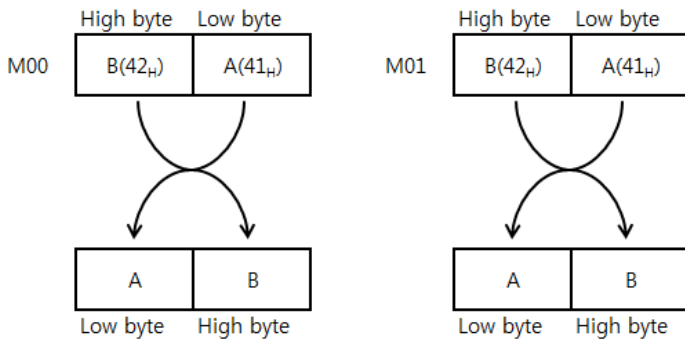 High byte Low byte High byte Low byte
M00 B(42H) A(41H) M01 B(42H) A(41H)
A B A B
Low byte High byte Low byte High byte